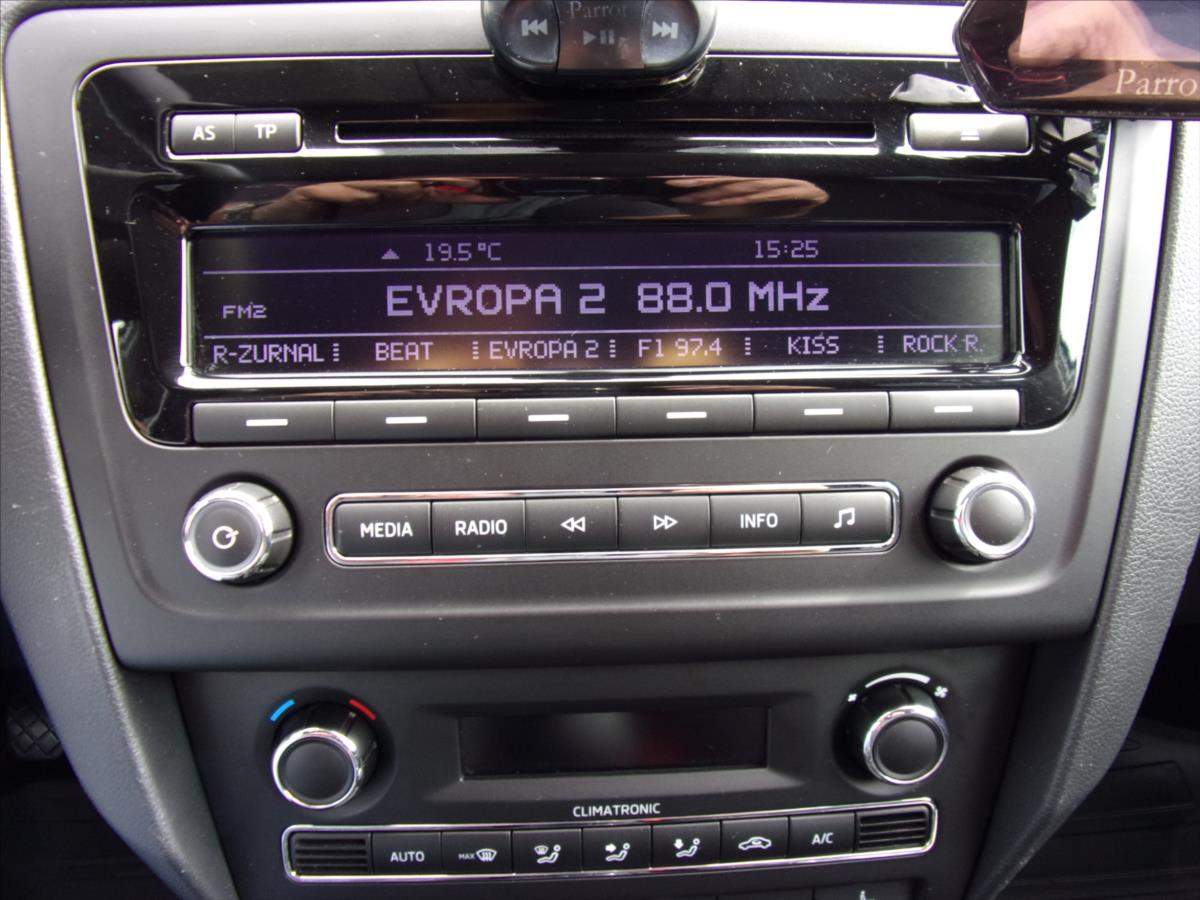 Parrot
Parro
AS TP
19.5°C 15:25
FM2 EVROPA 2 88.0 MHz
R-ZURNAL BEAT EVROPA 2 F1 97.4 KISS ROCK R.
MEDIA RADIO INFO
CLIMATRONIC
AUTO MAX A/C